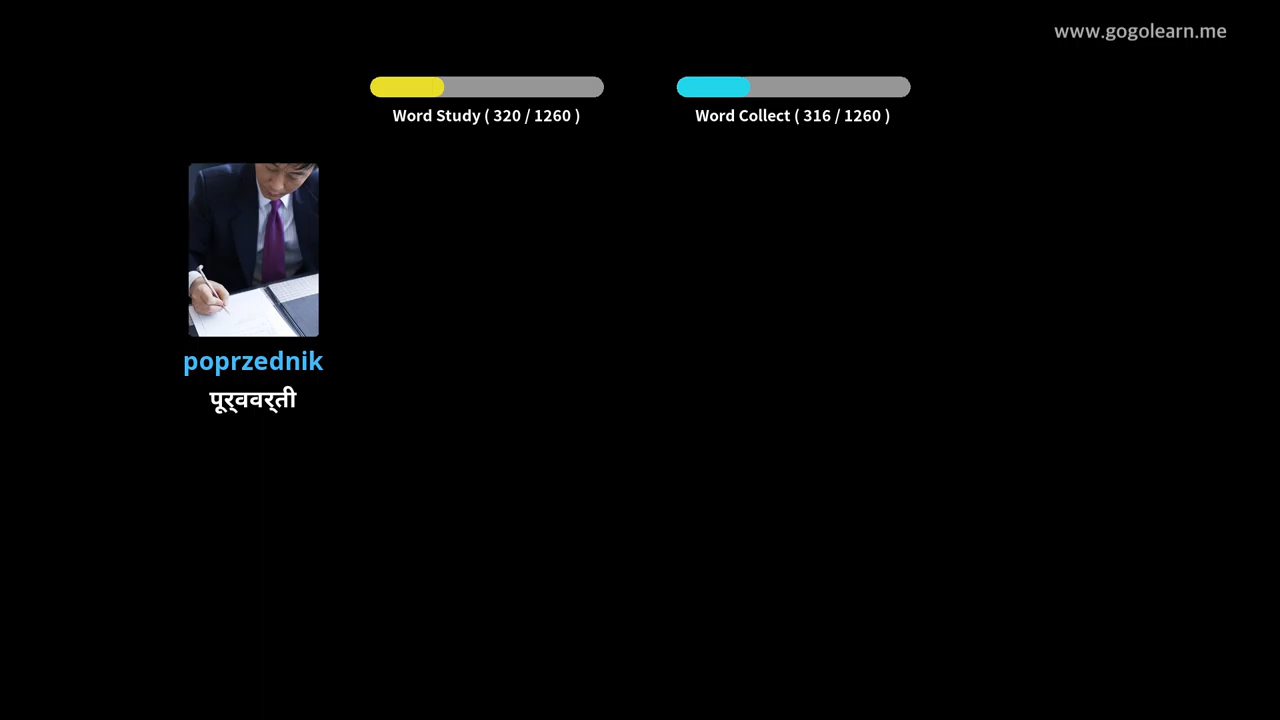 www.gogolearn.me
Word Study ( 320 / 1260 )
Word Collect ( 316 / 1260 )
poprzednik
पूर्ववर्ती